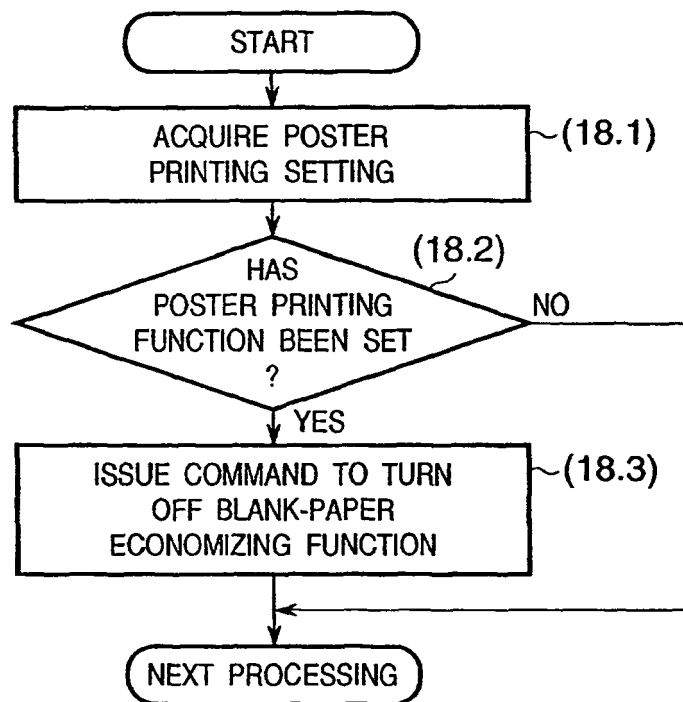 START
ACQUIRE POSTER
PRINTING SETTING
(18.1)
(18.2)
HAS
POSTER PRINTING
FUNCTION BEEN SET
?
NO
YES
ISSUE COMMAND TO TURN
OFF BLANK-PAPER
ECONOMIZING FUNCTION
(18.3)
NEXT PROCESSING